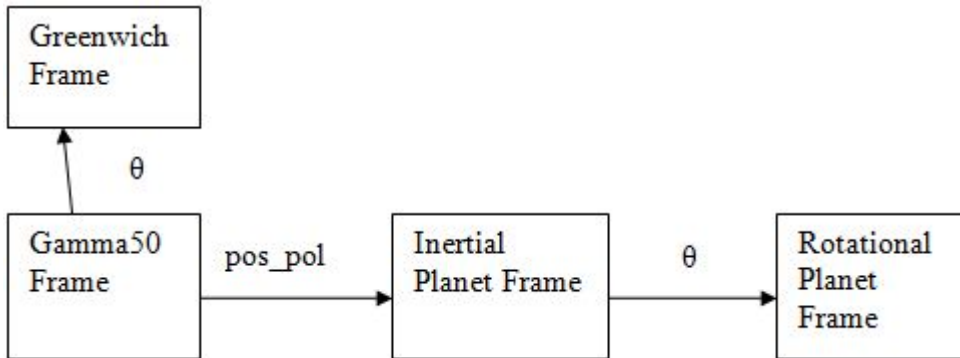 Greenwich
Frame
θ
Gamma50
Frame
pos_pol
Inertial
Planet Frame
θ
Rotational
Planet
Frame